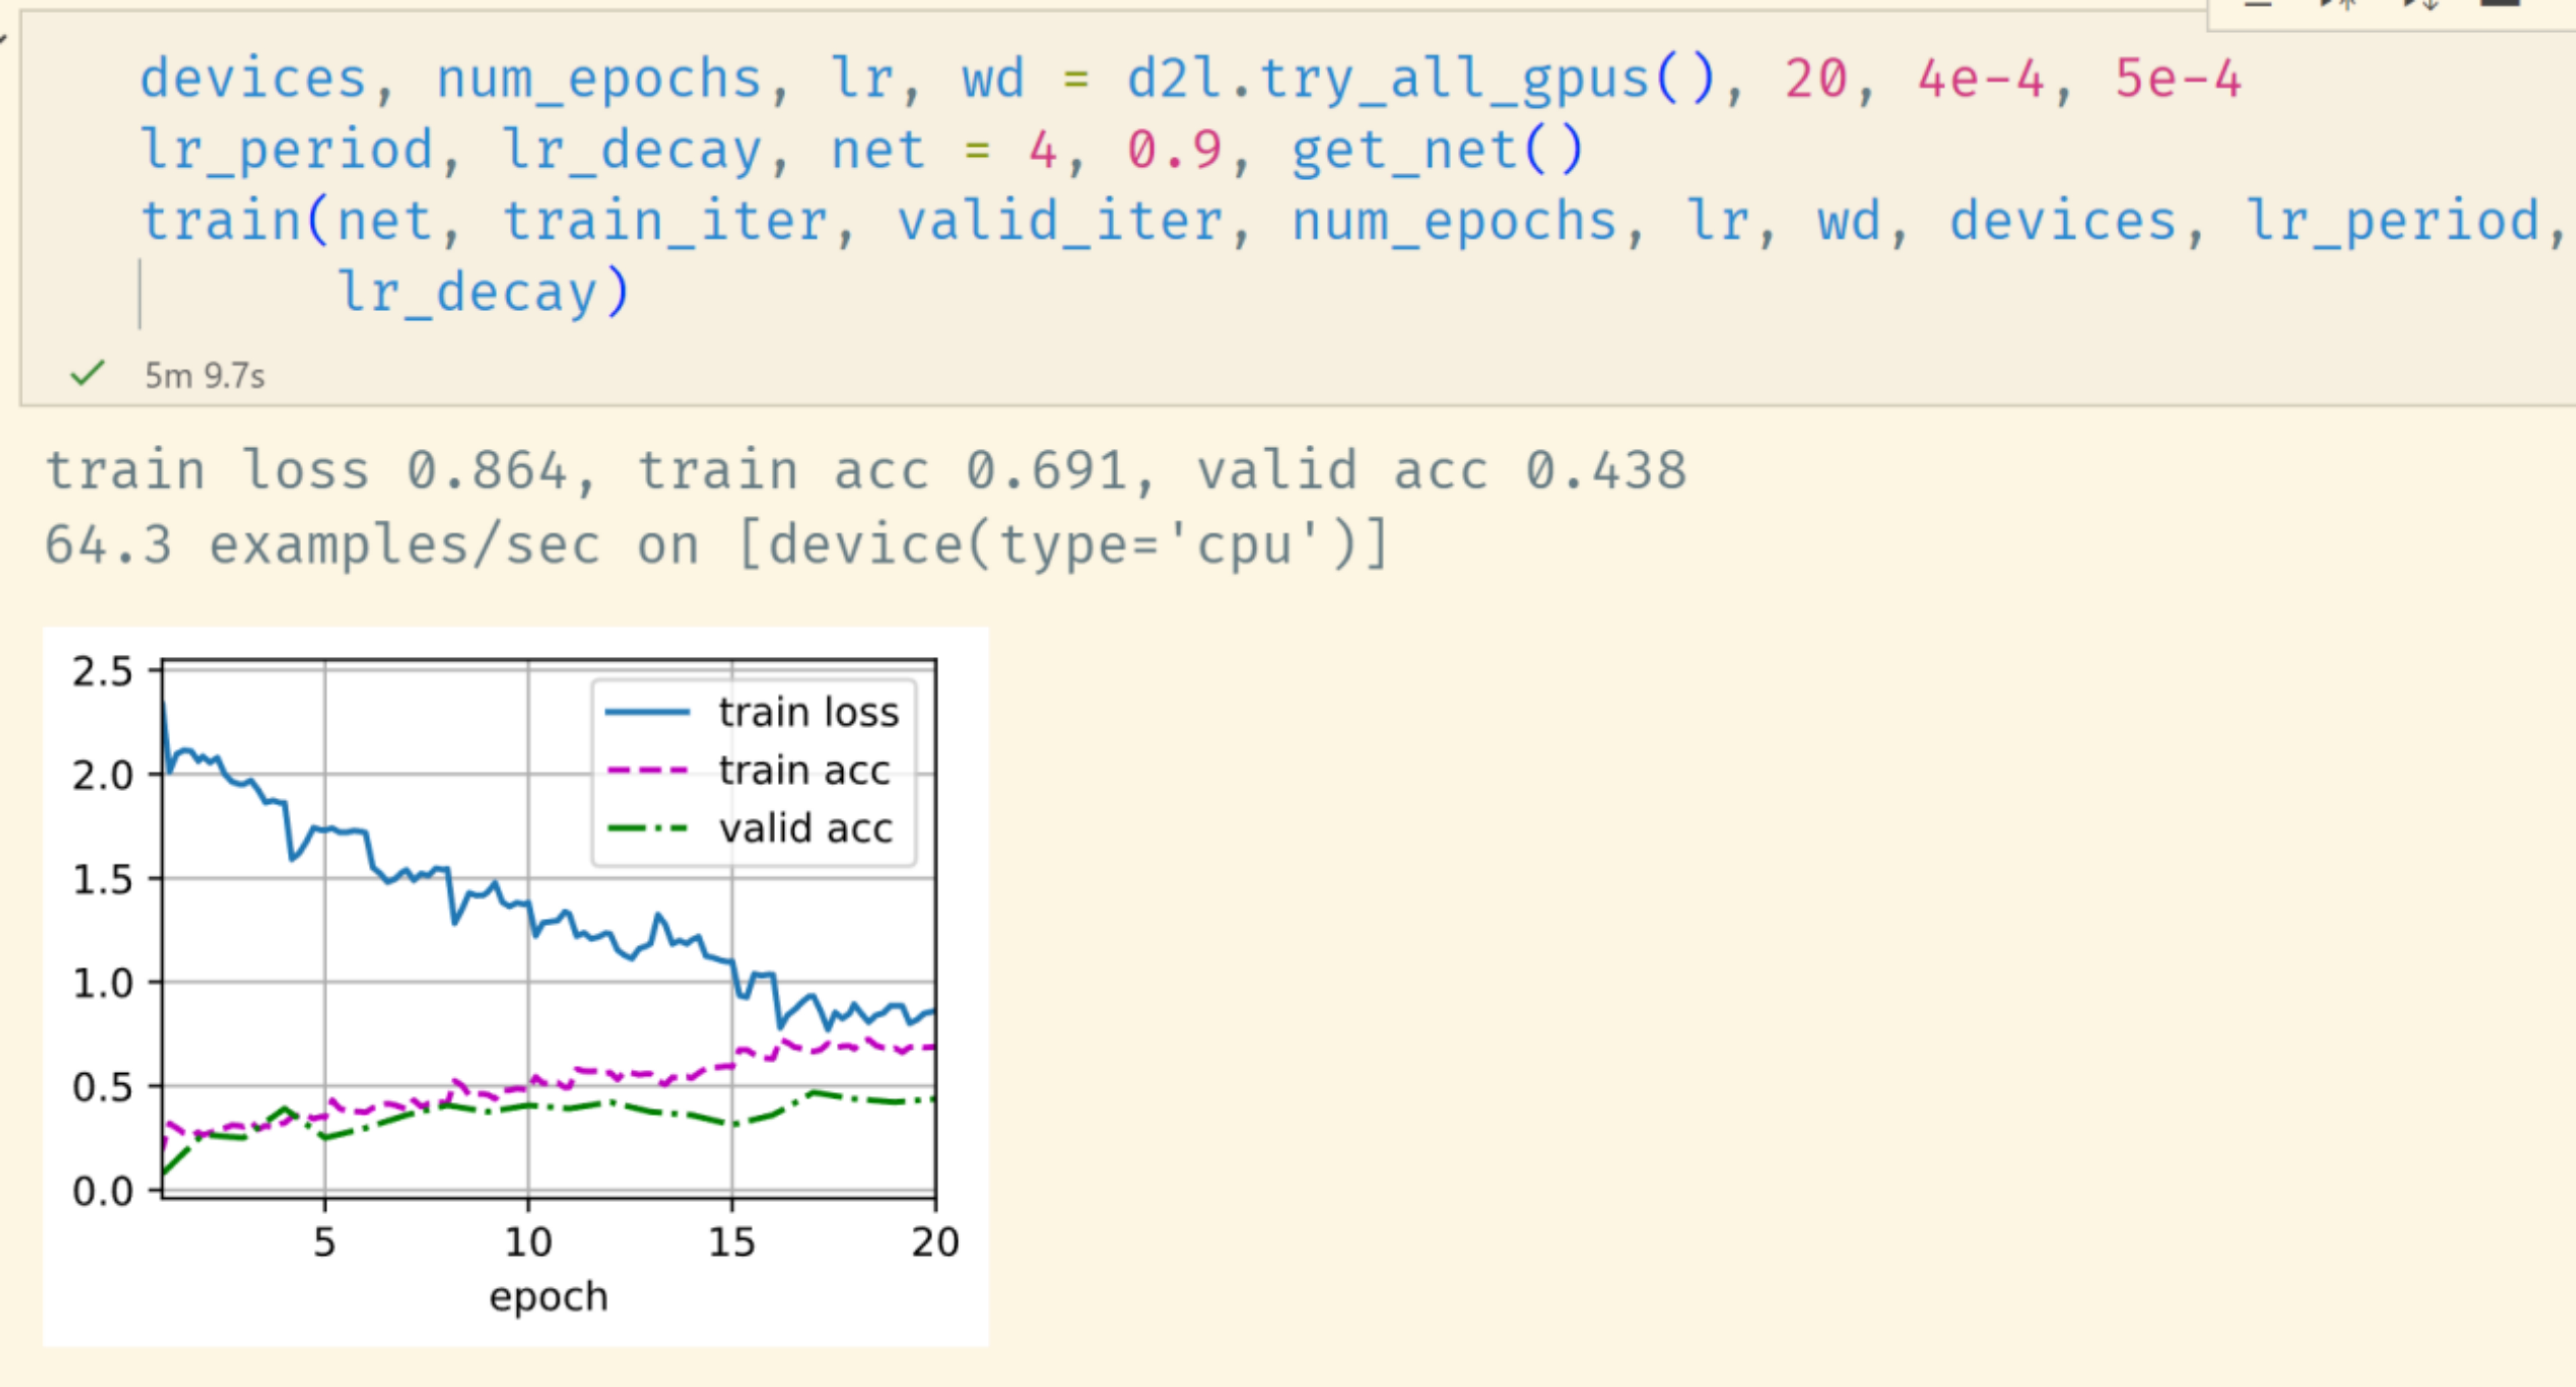 devices, num_epochs, lr, wd = d2l.try_all_gpus(), 20, 4e-4, 5e-4
lr_period, lr_decay, net = 4, 0.9, get_net()
train(net, train_iter, valid_iter, num_epochs, lr, wd, devices, lr_period,
lr_decay)
5m 9.7s
train loss 0.864, train acc 0.691, valid acc 0.438
64.3 examples/sec on [device(type='cpu')]
2.5
2.0
1.5
1.0
0.5
0.0
train loss
train acc
valid acc
5 10 15 20
epoch